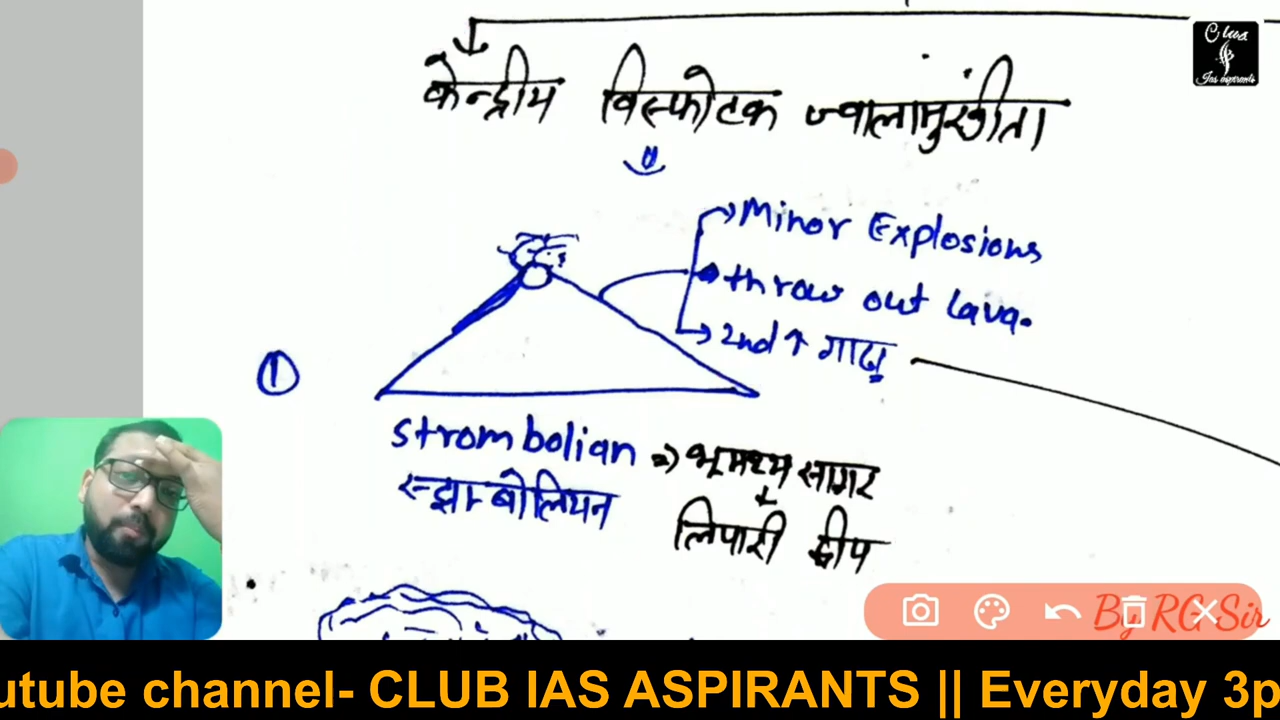 Club
Ias aspirants
केन्द्रीय विस्फोटक ज्वालामुखीता
Minor Explosions
throw out Lava.
2nd ↑ गाढ़ा
①
strombolian ⇒ भूमध्य सागर
स्ट्राम्बोलियन
लिपारी द्वीप
By RG Sir
utube channel- CLUB IAS ASPIRANTS || Everyday 3p